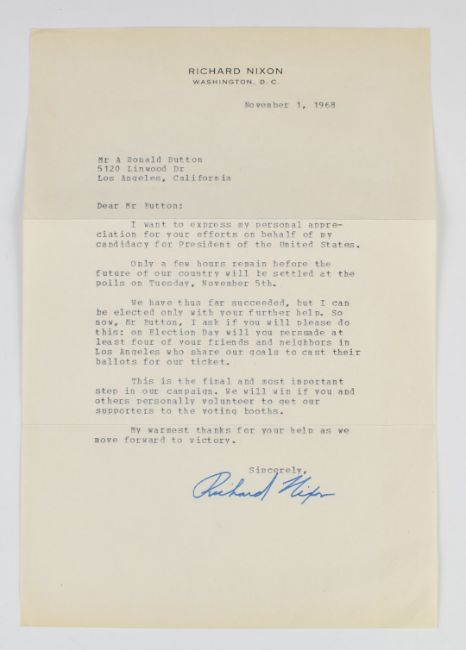 RICHARD NIXON
WASHINGTON, D. C.
November 1, 1968
Mr A Donald Hutton
5120 Linwood Dr
Los Angeles, California
Dear Mr Hutton:
I want to express my personal appre-
ciation for your efforts on behalf of my
candidacy for President of the United States.
Only a few hours remain before the
future of our country will be settled at the
polls on Tuesday, November 5th.
We have thus far succeeded, but I can
be elected only with your further help. So
now, Mr Hutton, I ask if you will please do
this: on Election Day will you persuade at
least four of your friends and neighbors in
Los Angeles who share our goals to cast their
ballots for our ticket.
This is the final and most important
step in our campaign. We will win if you and
others personally volunteer to get our
supporters to the voting booths.
My warmest thanks for your help as we
move forward to victory.
Sincerely,
Richard Nixon